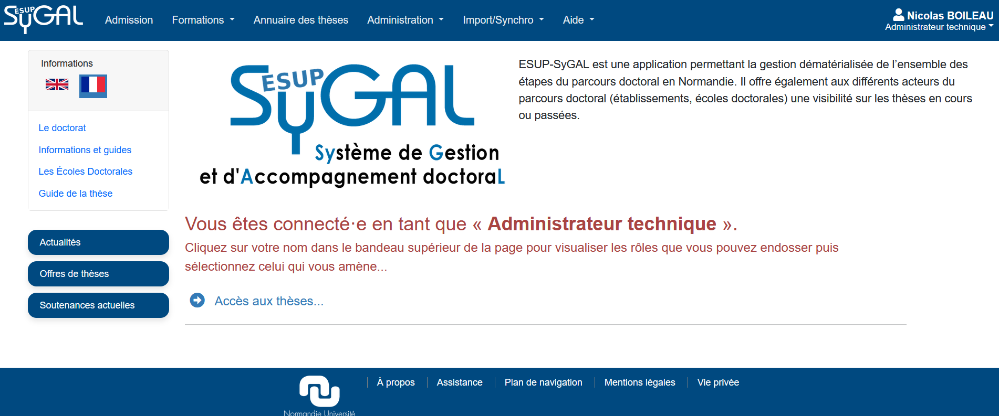 ESUP
SyGAL
Admission
Formations
Annuaire des thèses
Administration
Import/Synchro
Aide
Nicolas BOILEAU
Administrateur technique
Informations
Le doctorat
Informations et guides
Les Écoles Doctorales
Guide de la thèse
Actualités
Offres de thèses
Soutenances actuelles
ESUP
SyGAL
Système de Gestion
et d'Accompagnement doctoraL
ESUP-SyGAL est une application permettant la gestion dématérialisée de l’ensemble des
étapes du parcours doctoral en Normandie. Il offre également aux différents acteurs du
parcours doctoral (établissements, écoles doctorales) une visibilité sur les thèses en cours
ou passées.
Vous êtes connecté·e en tant que « Administrateur technique ».
Cliquez sur votre nom dans le bandeau supérieur de la page pour visualiser les rôles que vous pouvez endosser puis
sélectionnez celui qui vous amène...
Accès aux thèses...
Normandie Université
À propos
Assistance
Plan de navigation
Mentions légales
Vie privée